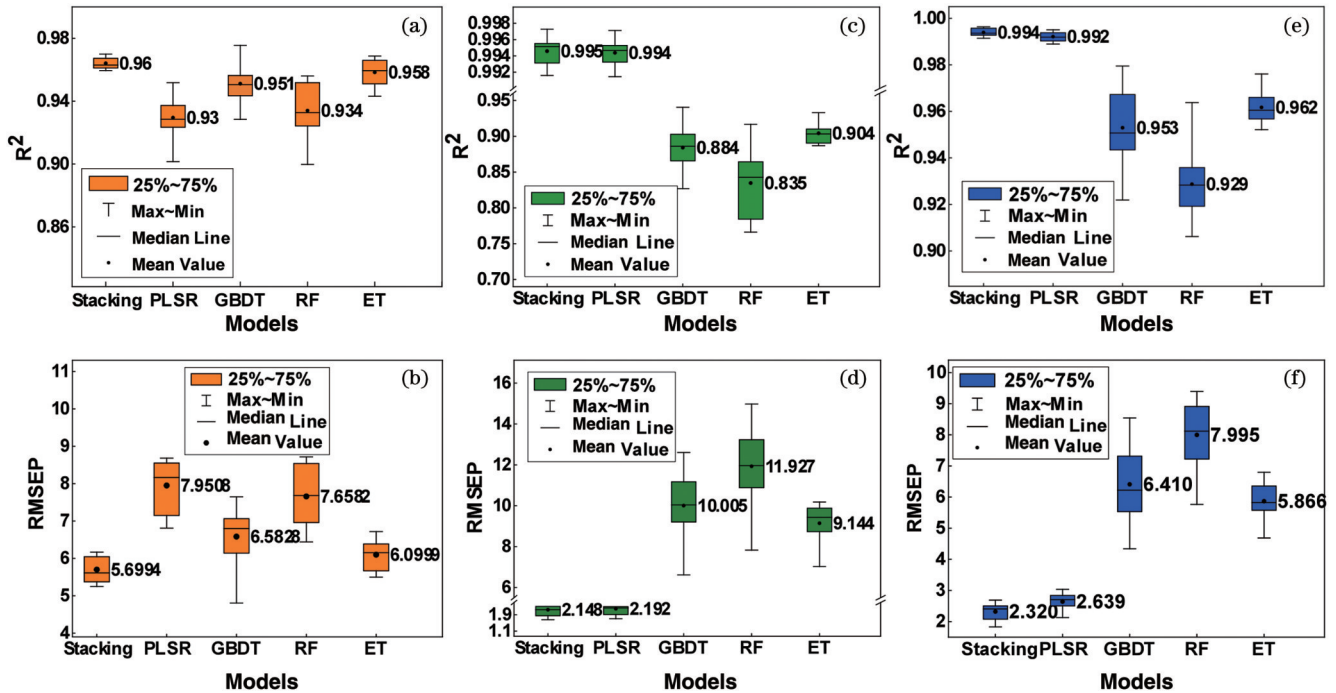 (a)
R²
0.98
0.94
0.90
0.86
0.96
0.93
0.951
0.934
0.958
25%~75%
Max~Min
Median Line
Mean Value
Stacking PLSR GBDT RF ET
Models
(c)
R²
0.998
0.994
0.992
0.95
0.90
0.85
0.80
0.75
0.70
0.995
0.994
0.884
0.835
0.904
25%~75%
Max~Min
Median Line
Mean Value
Stacking PLSR GBDT RF ET
Models
(e)
R²
1.00
0.98
0.96
0.94
0.92
0.90
0.994
0.992
0.953
0.929
0.962
25%~75%
Max~Min
Median Line
Mean Value
Stacking PLSR GBDT RF ET
Models
(b)
RMSEP
11
10
9
8
7
6
5
4
5.6994
7.9508
6.5828
7.6582
6.0999
25%~75%
Max~Min
Median Line
Mean Value
Stacking PLSR GBDT RF ET
Models
(d)
RMSEP
16
14
12
10
8
6
1.9
1.1
2.148
2.192
10.005
11.927
9.144
25%~75%
Max~Min
Median Line
Mean Value
Stacking PLSR GBDT RF ET
Models
(f)
RMSEP
10
9
8
7
6
5
4
3
2
2.320
2.639
6.410
7.995
5.866
25%~75%
Max~Min
Median Line
Mean Value
Stacking PLSR GBDT RF ET
Models